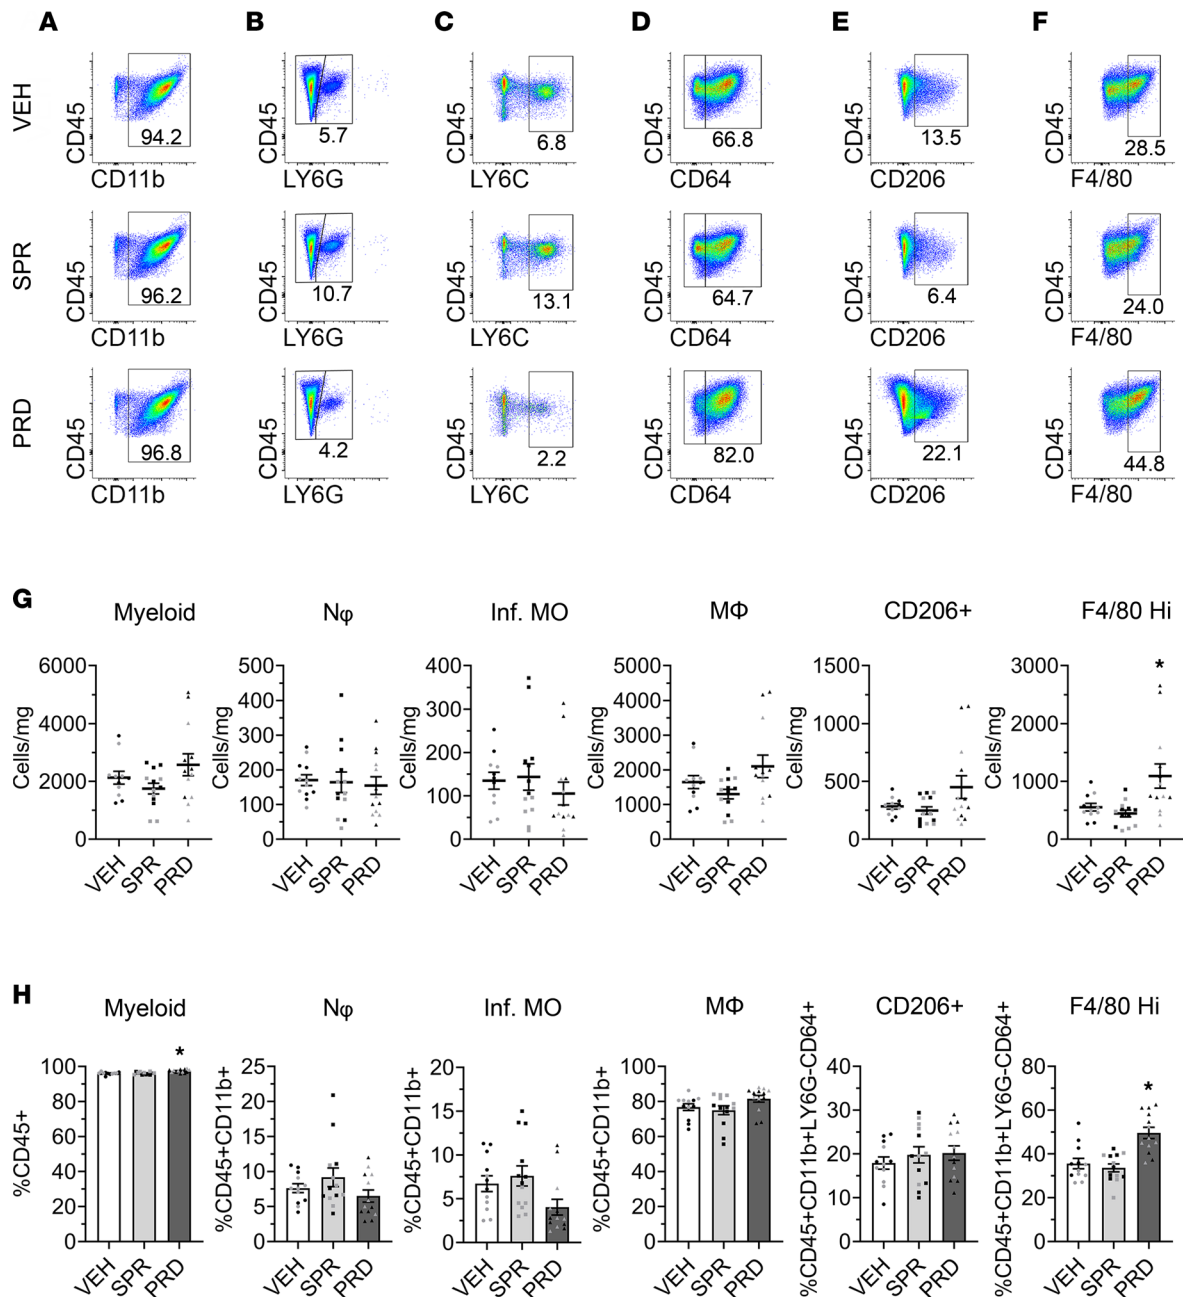 A B C D E F
VEH
CD45 CD45 CD45 CD45 CD45 CD45
94.2 5.7 6.8 66.8 13.5 28.5
CD11b LY6G LY6C CD64 CD206 F4/80
SPR
CD45 CD45 CD45 CD45 CD45 CD45
96.2 10.7 13.1 64.7 6.4 24.0
CD11b LY6G LY6C CD64 CD206 F4/80
PRD
CD45 CD45 CD45 CD45 CD45 CD45
96.8 4.2 2.2 82.0 22.1 44.8
CD11b LY6G LY6C CD64 CD206 F4/80
G
Myeloid
Cells/mg
6000
4000
2000
0
VEH SPR PRD
Nφ
Cells/mg
500
400
300
200
100
0
VEH SPR PRD
Inf. MO
Cells/mg
400
300
200
100
0
VEH SPR PRD
MΦ
Cells/mg
5000
4000
3000
2000
1000
0
VEH SPR PRD
CD206+
Cells/mg
1500
1000
500
0
VEH SPR PRD
F4/80 Hi
Cells/mg
3000
2000
1000
0
*
VEH SPR PRD
H
Myeloid
%CD45+
100
80
60
40
20
0
*
VEH SPR PRD
Nφ
%CD45+CD11b+
25
20
15
10
5
0
VEH SPR PRD
Inf. MO
%CD45+CD11b+
20
15
10
5
0
VEH SPR PRD
MΦ
%CD45+CD11b+
100
80
60
40
20
0
VEH SPR PRD
CD206+
%CD45+CD11b+LY6G-CD64+
40
30
20
10
0
VEH SPR PRD
F4/80 Hi
%CD45+CD11b+LY6G-CD64+
80
60
40
20
0
*
VEH SPR PRD